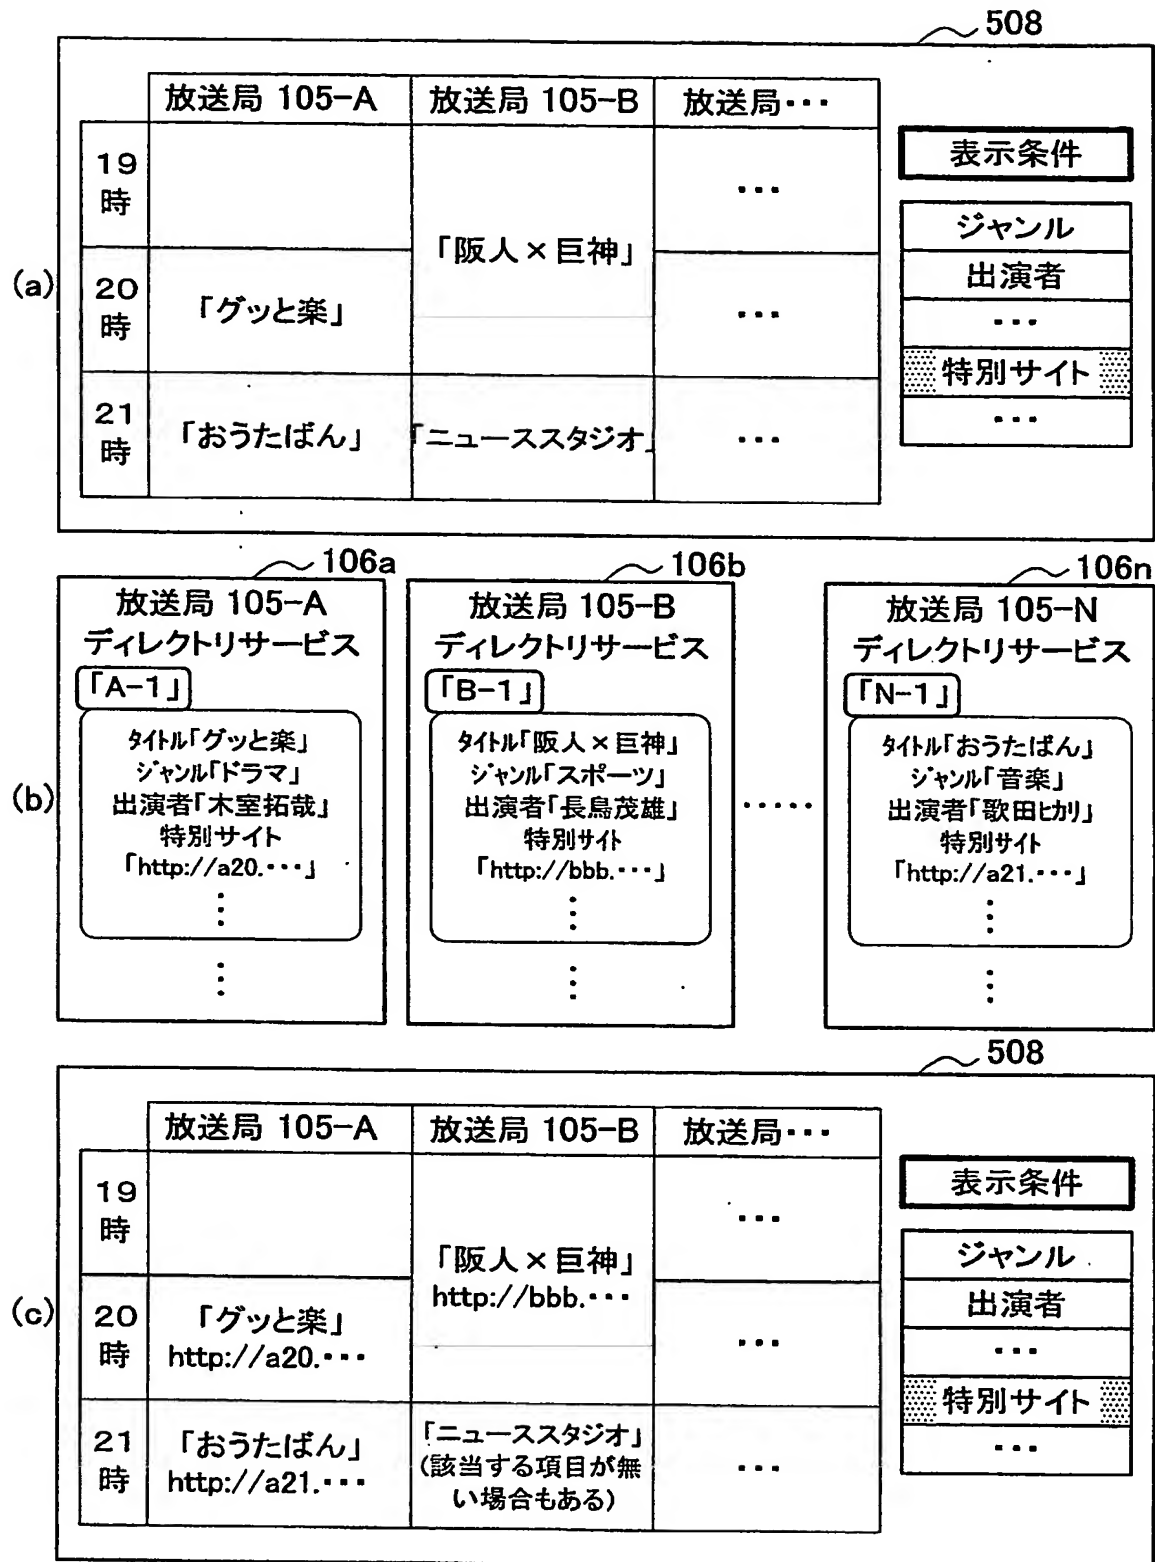 508
放送局 105-A
放送局 105-B
放送局･･･
表示条件
19
時
･･･
ジャンル
「阪人×巨神」
出演者
(a)
20
時
「グッと楽」
･･･
･･･
特別サイト
21
時
「おうたばん」
「ニューススタジオ」
･･･
･･･
106a
放送局 105-A
ディレクトリサービス
「A-1」
ﾀｲﾄﾙ「グッと楽」
ｼﾞｬﾝﾙ「ドラマ」
出演者「木室拓哉」
特別ｻｲﾄ
「http://a20.･･･」
106b
放送局 105-B
ディレクトリサービス
「B-1」
ﾀｲﾄﾙ「阪人×巨神」
ｼﾞｬﾝﾙ「スポーツ」
出演者「長鳥茂雄」
特別ｻｲﾄ
「http://bbb.･･･」
･････
106n
放送局 105-N
ディレクトリサービス
「N-1」
ﾀｲﾄﾙ「おうたばん」
ｼﾞｬﾝﾙ「音楽」
出演者「歌田ﾋｶﾘ」
特別ｻｲﾄ
「http://a21.･･･」
(b)
508
放送局 105-A
放送局 105-B
放送局･･･
表示条件
19
時
･･･
ジャンル
「阪人×巨神」
http://bbb.･･･
出演者
(c)
20
時
「グッと楽」
http://a20.･･･
･･･
･･･
特別サイト
21
時
「おうたばん」
http://a21.･･･
「ニューススタジオ」
(該当する項目が無
い場合もある)
･･･
･･･